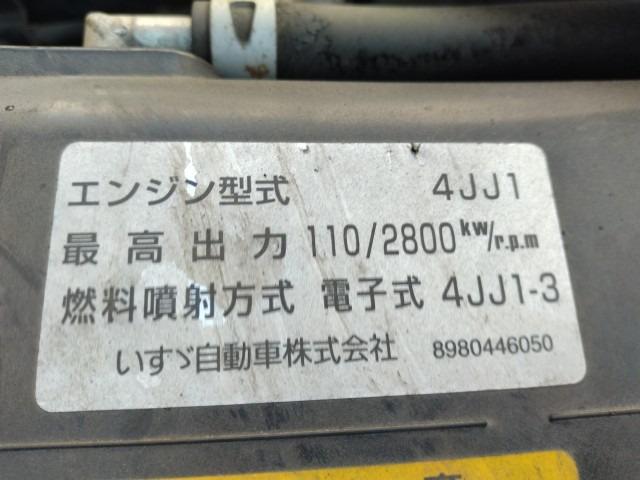 エンジン型式 4JJ1
最高出力 110/2800kw/r.p.m
燃料噴射方式 電子式 4JJ1-3
いすゞ自動車株式会社 8980446050